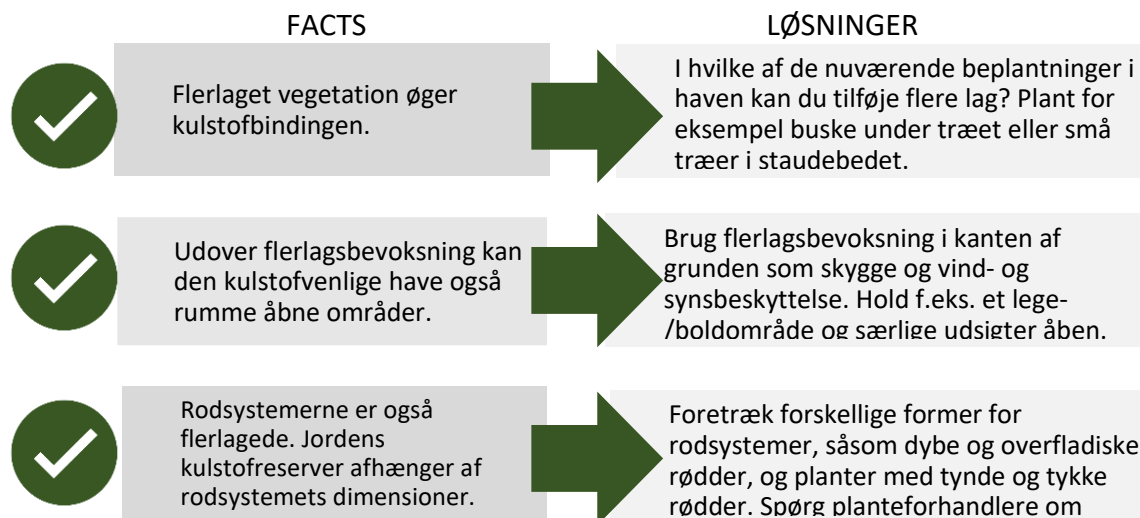 FACTS
LØSNINGER
Flerlaget vegetation øger
kulstofbindingen.
I hvilke af de nuværende beplantninger i
haven kan du tilføje flere lag? Plant for
eksempel buske under træet eller små
træer i staudebedet.
Udover flerlagsbevoksning kan
den kulstofvenlige have også
rumme åbne områder.
Brug flerlagsbevoksning i kanten af
grunden som skygge og vind- og
synsbeskyttelse. Hold f.eks. et lege-
/boldområde og særlige udsigter åben.
Rodsystemerne er også
flerlagede. Jordens
kulstofreserver afhænger af
rodsystemets dimensioner.
Foretræk forskellige former for
rodsystemer, såsom dybe og overfladiske
rødder, og planter med tynde og tykke
rødder. Spørg planteforhandlere om